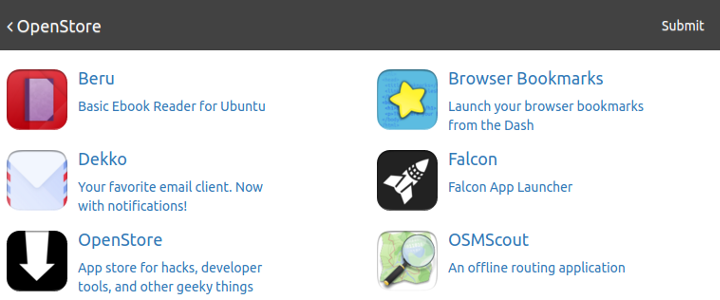 OpenStore
Submit
Beru
Basic Ebook Reader for Ubuntu
Browser Bookmarks
Launch your browser bookmarks
from the Dash
Dekko
Your favorite email client. Now
with notifications!
Falcon
Falcon App Launcher
OpenStore
App store for hacks, developer
tools, and other geeky things
OSMScout
An offline routing application